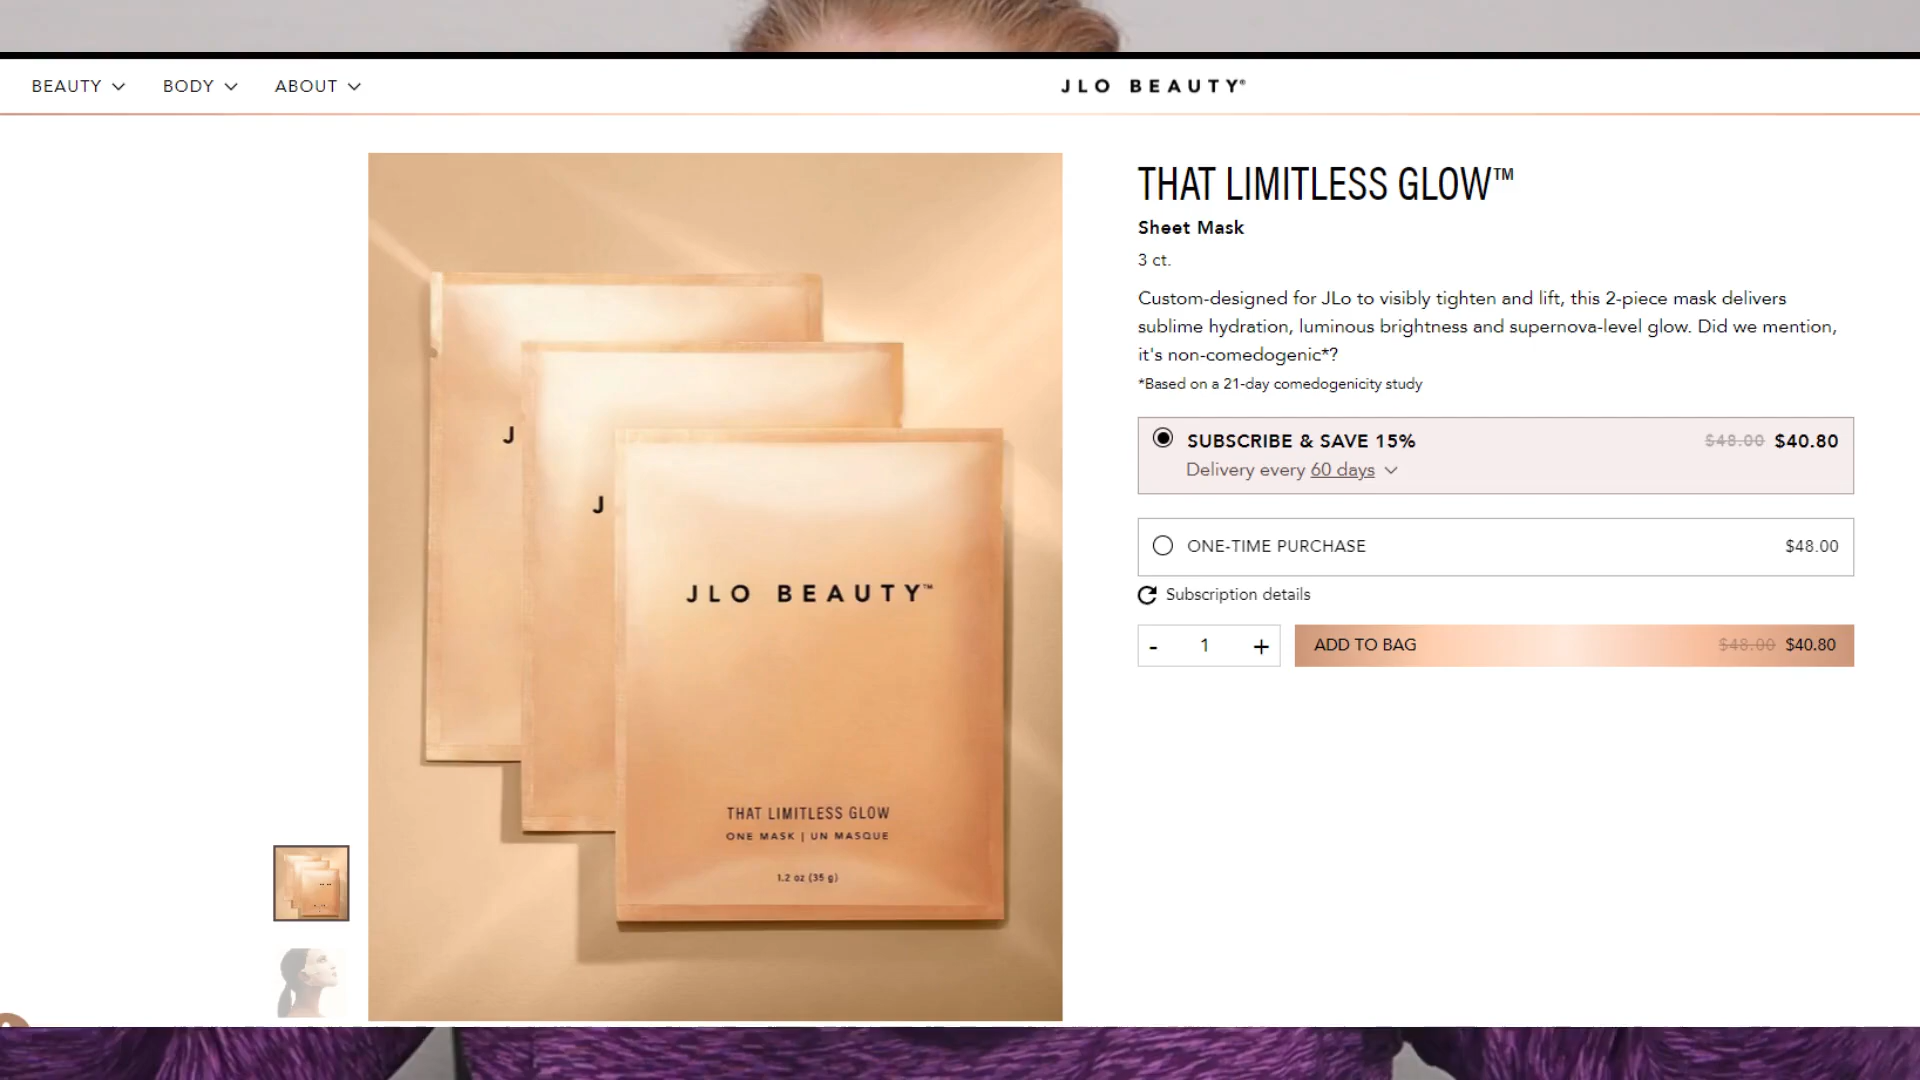 BEAUTY
BODY
ABOUT
JLO BEAUTY®
THAT LIMITLESS GLOW™
Sheet Mask
3 ct.
Custom-designed for JLo to visibly tighten and lift, this 2-piece mask delivers
sublime hydration, luminous brightness and supernova-level glow. Did we mention,
it's non-comedogenic*?
*Based on a 21-day comedogenicity study
SUBSCRIBE & SAVE 15% $48.00 $40.80
Delivery every 60 days
ONE-TIME PURCHASE $48.00
Subscription details
- 1 + ADD TO BAG $48.00 $40.80
J
J
JLO BEAUTY™
THAT LIMITLESS GLOW
ONE MASK | UN MASQUE
1.2 oz (35 g)